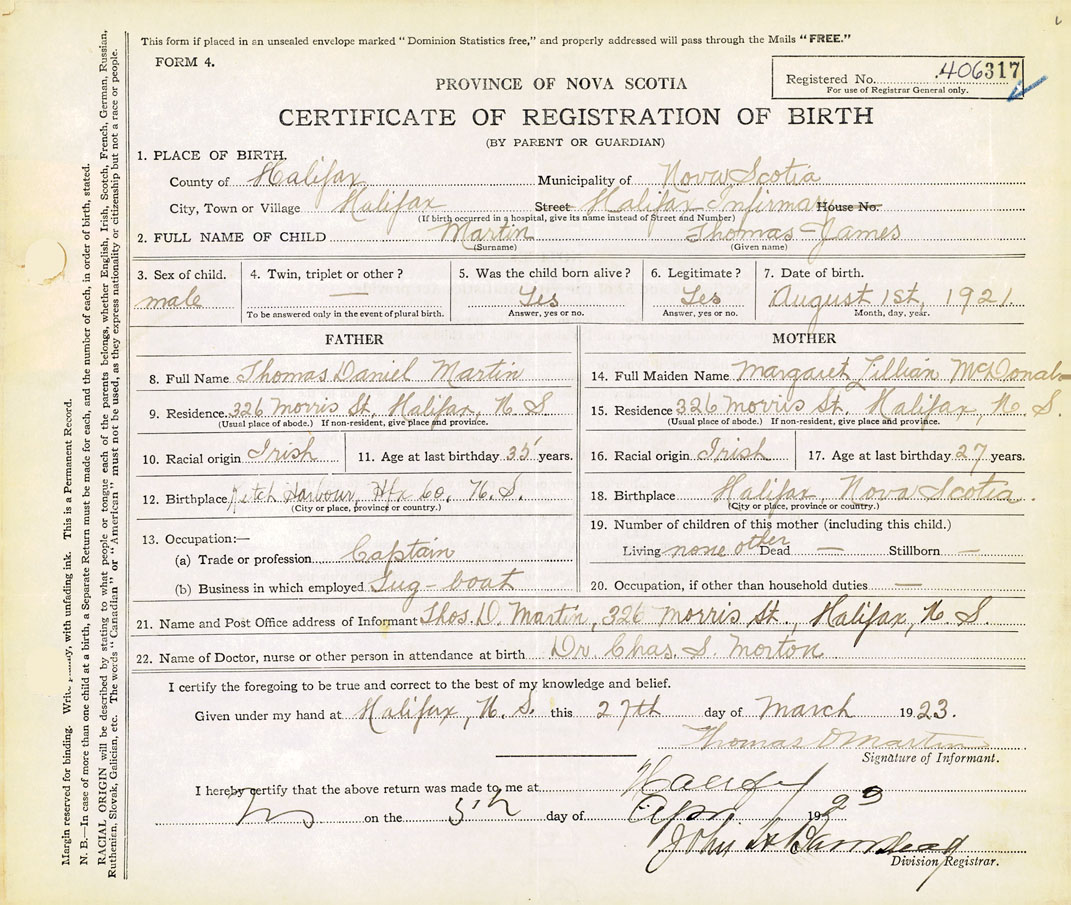 This form if placed in an unsealed envelope marked "Dominion Statistics free," and properly addressed will pass through the Mails "FREE."
FORM 4.
Registered No. 406317
For use of Registrar General only.
PROVINCE OF NOVA SCOTIA
CERTIFICATE OF REGISTRATION OF BIRTH
(BY PARENT OR GUARDIAN)
1. PLACE OF BIRTH.
County of Halifax Municipality of Nova Scotia
City, Town or Village Halifax Street Halifax Infirmary House No.
(If birth occurred in a hospital, give its name instead of Street and Number)
2. FULL NAME OF CHILD Martin Thomas-James
(Surname) (Given name)
3. Sex of child. 4. Twin, triplet or other? 5. Was the child born alive? 6. Legitimate? 7. Date of birth.
male — Yes Yes August 1st, 1921.
To be answered only in the event of plural birth. Answer, yes or no. Answer, yes or no. Month, day, year.
FATHER
8. Full Name Thomas Daniel Martin
9. Residence. 326 Morris St. Halifax, N. S.
(Usual place of abode.) If non-resident, give place and province.
10. Racial origin Irish 11. Age at last birthday 35 years.
12. Birthplace Ketch Harbour, Hfx Co. N. S.
(City or place, province or country.)
13. Occupation:—
(a) Trade or profession Captain
(b) Business in which employed Tug-boat
MOTHER
14. Full Maiden Name Margaret Lillian McDonald
15. Residence 326 Morris St. Halifax, N. S.
(Usual place of abode.) If non-resident, give place and province.
16. Racial origin Irish 17. Age at last birthday 27 years.
18. Birthplace Halifax, Nova Scotia.
(City or place, province or country.)
19. Number of children of this mother (including this child.)
Living none other Dead — Stillborn —
20. Occupation, if other than household duties —
21. Name and Post Office address of Informant Thos. D. Martin, 326 Morris St., Halifax, N. S.
22. Name of Doctor, nurse or other person in attendance at birth Dr. Chas. S. Morton
I certify the foregoing to be true and correct to the best of my knowledge and belief.
Given under my hand at Halifax, N. S. this 27th day of March 1923.
Thomas D Martin
Signature of Informant.
I hereby certify that the above return was made to me at Halifax
NS on the 5th day of Apr 1923
John A Barnstead
Division Registrar.
Margin reserved for binding. Write with unfading ink. This is a Permanent Record.
N. B.—In case of more than one child at a birth, a Separate Return must be made for each, and the number of each, in order of birth, stated.
RACIAL ORIGIN will be described by stating to what people or tongue each of the parents belongs, whether English, Irish, Scotch, French, German, Russian,
Ruthenian, Slovak, Galician, etc. The words "Canadian" or "American" must not be used, as they express nationality or citizenship but not a race or people.